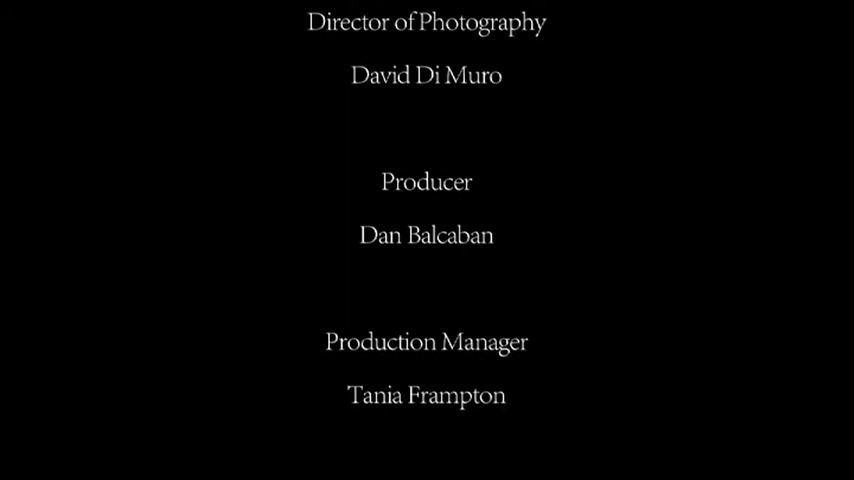 Director of Photography
David Di Muro
Producer
Dan Balcaban
Production Manager
Tania Frampton